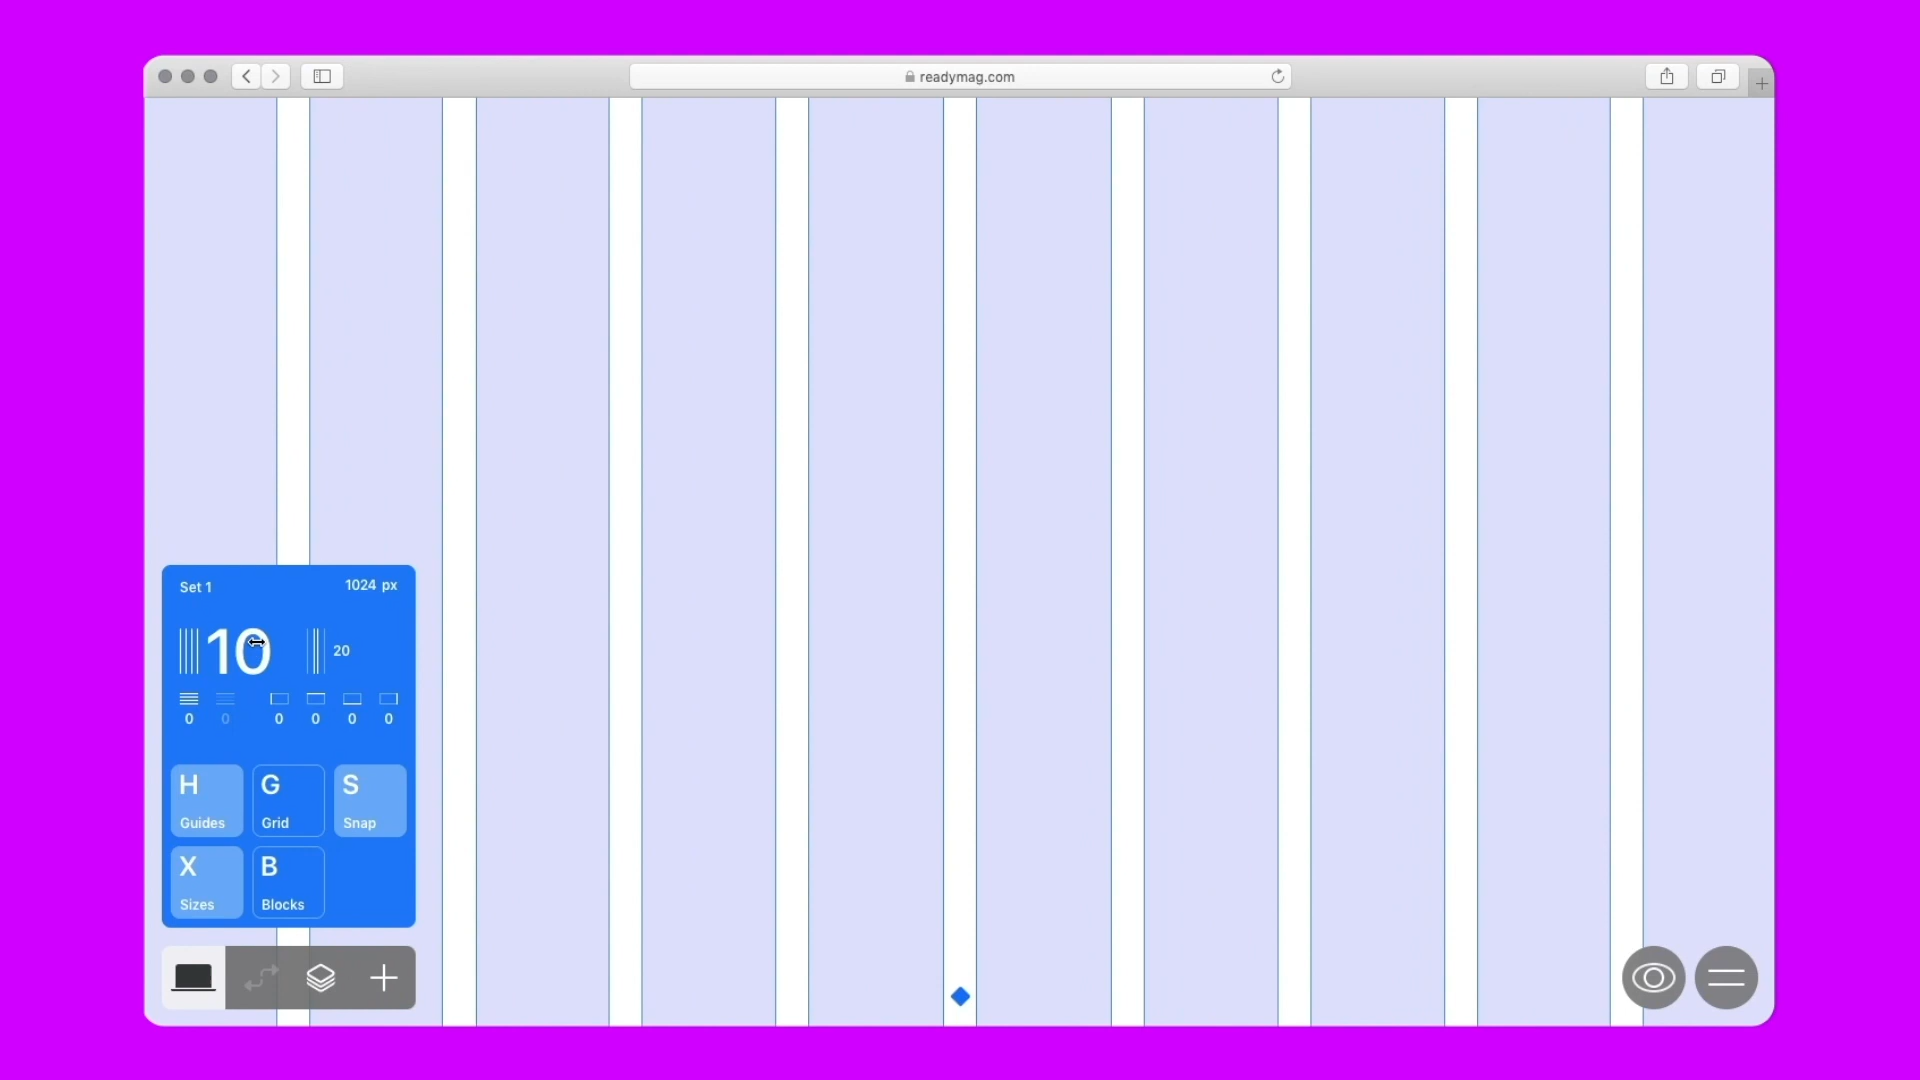 readymag.com
Set 1 1024 px
10 20
0 0 0 0 0 0
H G S
Guides Grid Snap
X B
Sizes Blocks